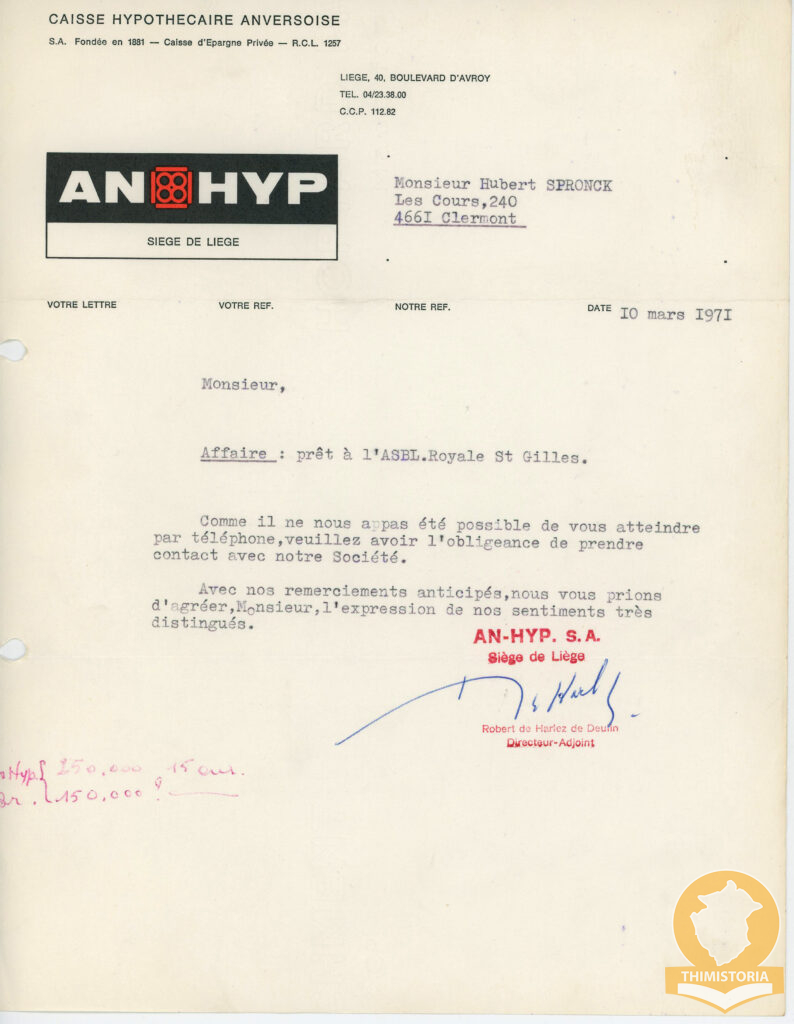 CAISSE HYPOTHECAIRE ANVERSOISE
S.A. Fondée en 1881 — Caisse d'Epargne Privée — R.C.L. 1257
LIEGE, 40, BOULEVARD D'AVROY
TEL. 04/23.38.00
C.C.P. 112.82
AN HYP
SIEGE DE LIEGE
Monsieur Hubert SPRONCK
Les Cours,240
466I Clermont
VOTRE LETTRE VOTRE REF. NOTRE REF. DATE IO mars I97I
Monsieur,
Affaire : prêt à l'ASBL.Royale St Gilles.
Comme il ne nous appas été possible de vous atteindre
par téléphone,veuillez avoir l'obligeance de prendre
contact avec notre Société.
Avec nos remerciements anticipés,nous vous prions
d'agréer,Monsieur,l'expression de nos sentiments très
distingués.
AN-HYP. S.A.
Siège de Liège
Robert de Harlez de Deulin
Directeur-Adjoint
Hyp. 250,000 15
150,000
THIMISTORIA